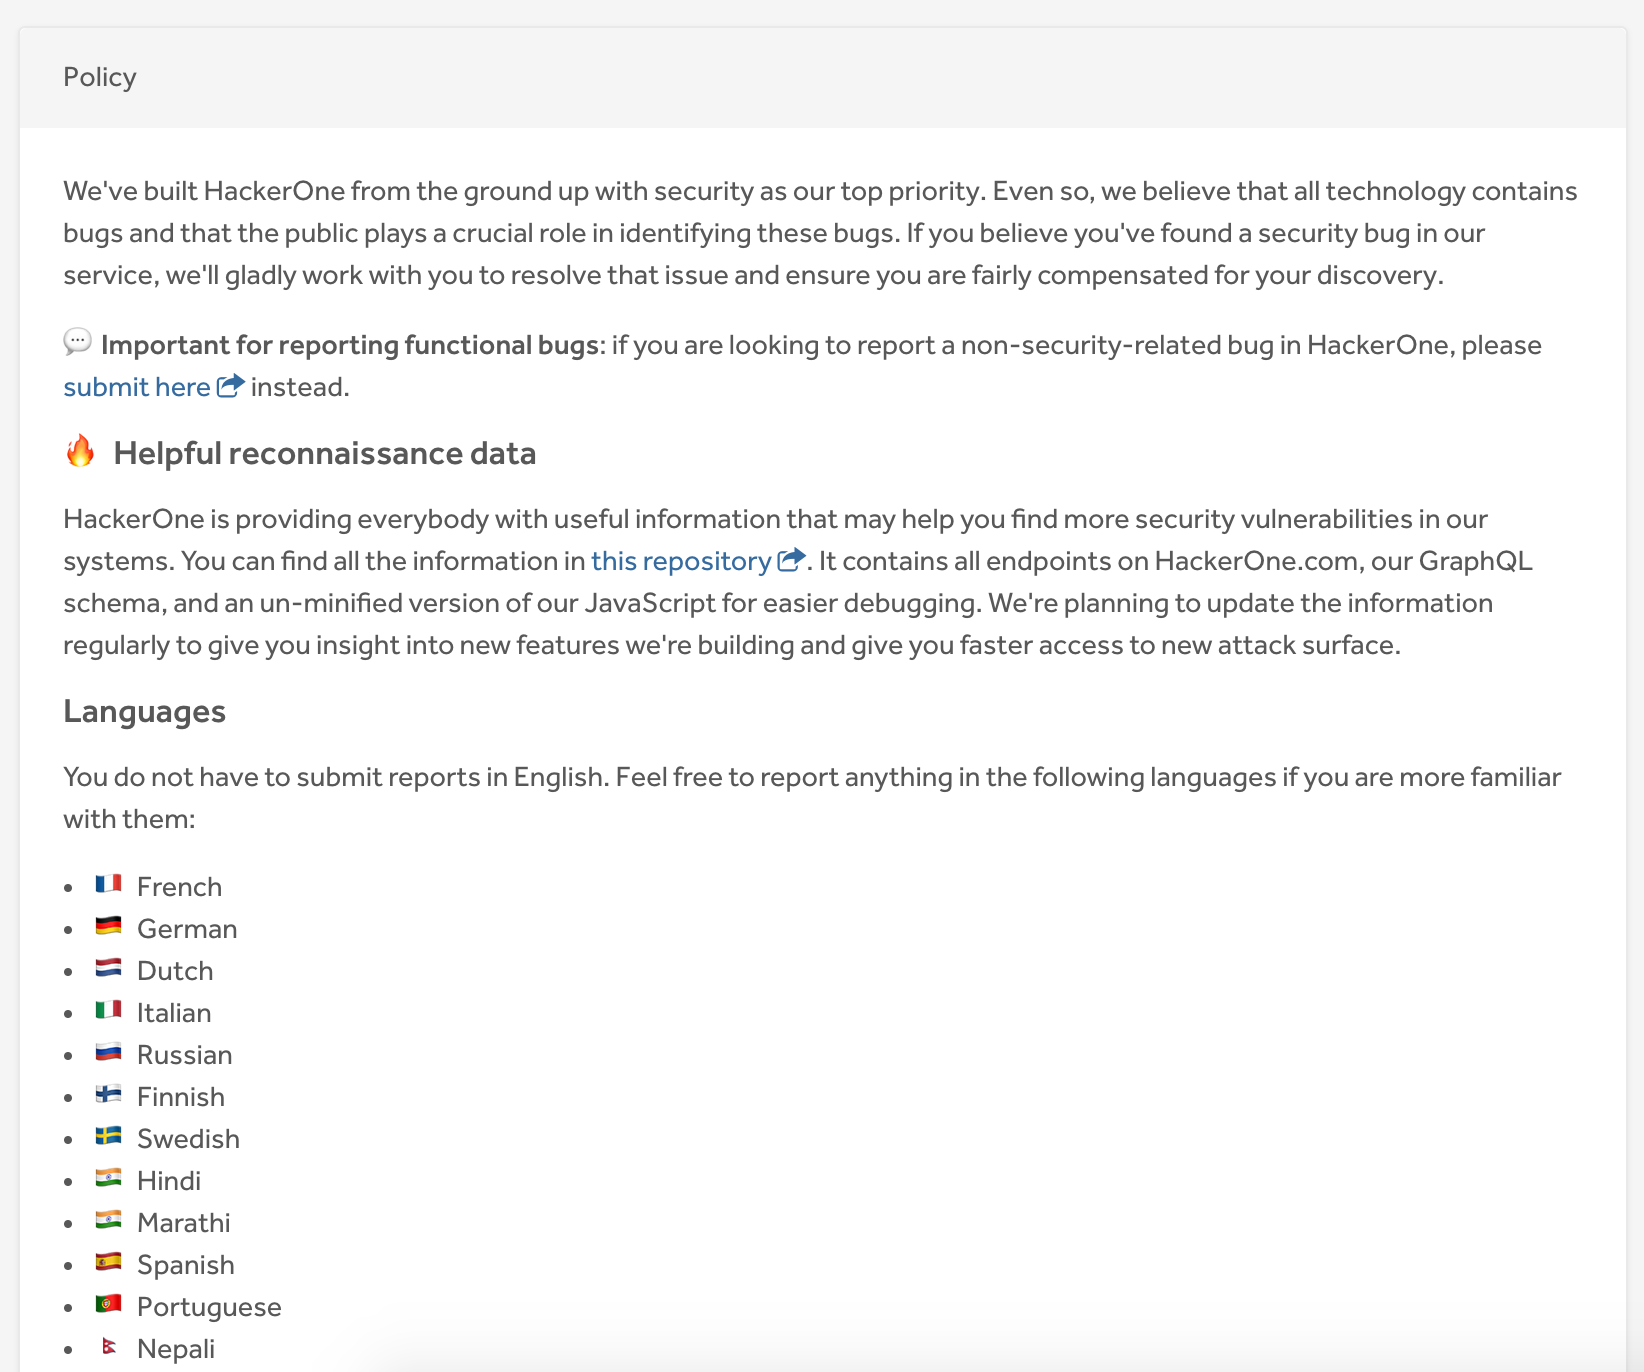 Policy
We've built HackerOne from the ground up with security as our top priority. Even so, we believe that all technology contains
bugs and that the public plays a crucial role in identifying these bugs. If you believe you've found a security bug in our
service, we'll gladly work with you to resolve that issue and ensure you are fairly compensated for your discovery.
💬 Important for reporting functional bugs: if you are looking to report a non-security-related bug in HackerOne, please
submit here instead.
🔥 Helpful reconnaissance data
HackerOne is providing everybody with useful information that may help you find more security vulnerabilities in our
systems. You can find all the information in this repository. It contains all endpoints on HackerOne.com, our GraphQL
schema, and an un-minified version of our JavaScript for easier debugging. We're planning to update the information
regularly to give you insight into new features we're building and give you faster access to new attack surface.
Languages
You do not have to submit reports in English. Feel free to report anything in the following languages if you are more familiar
with them:
• 🇫🇷 French
• 🇩🇪 German
• 🇳🇱 Dutch
• 🇮🇹 Italian
• 🇷🇺 Russian
• 🇫🇮 Finnish
• 🇸🇪 Swedish
• 🇮🇳 Hindi
• 🇮🇳 Marathi
• 🇪🇸 Spanish
• 🇵🇹 Portuguese
• 🇳🇵 Nepali